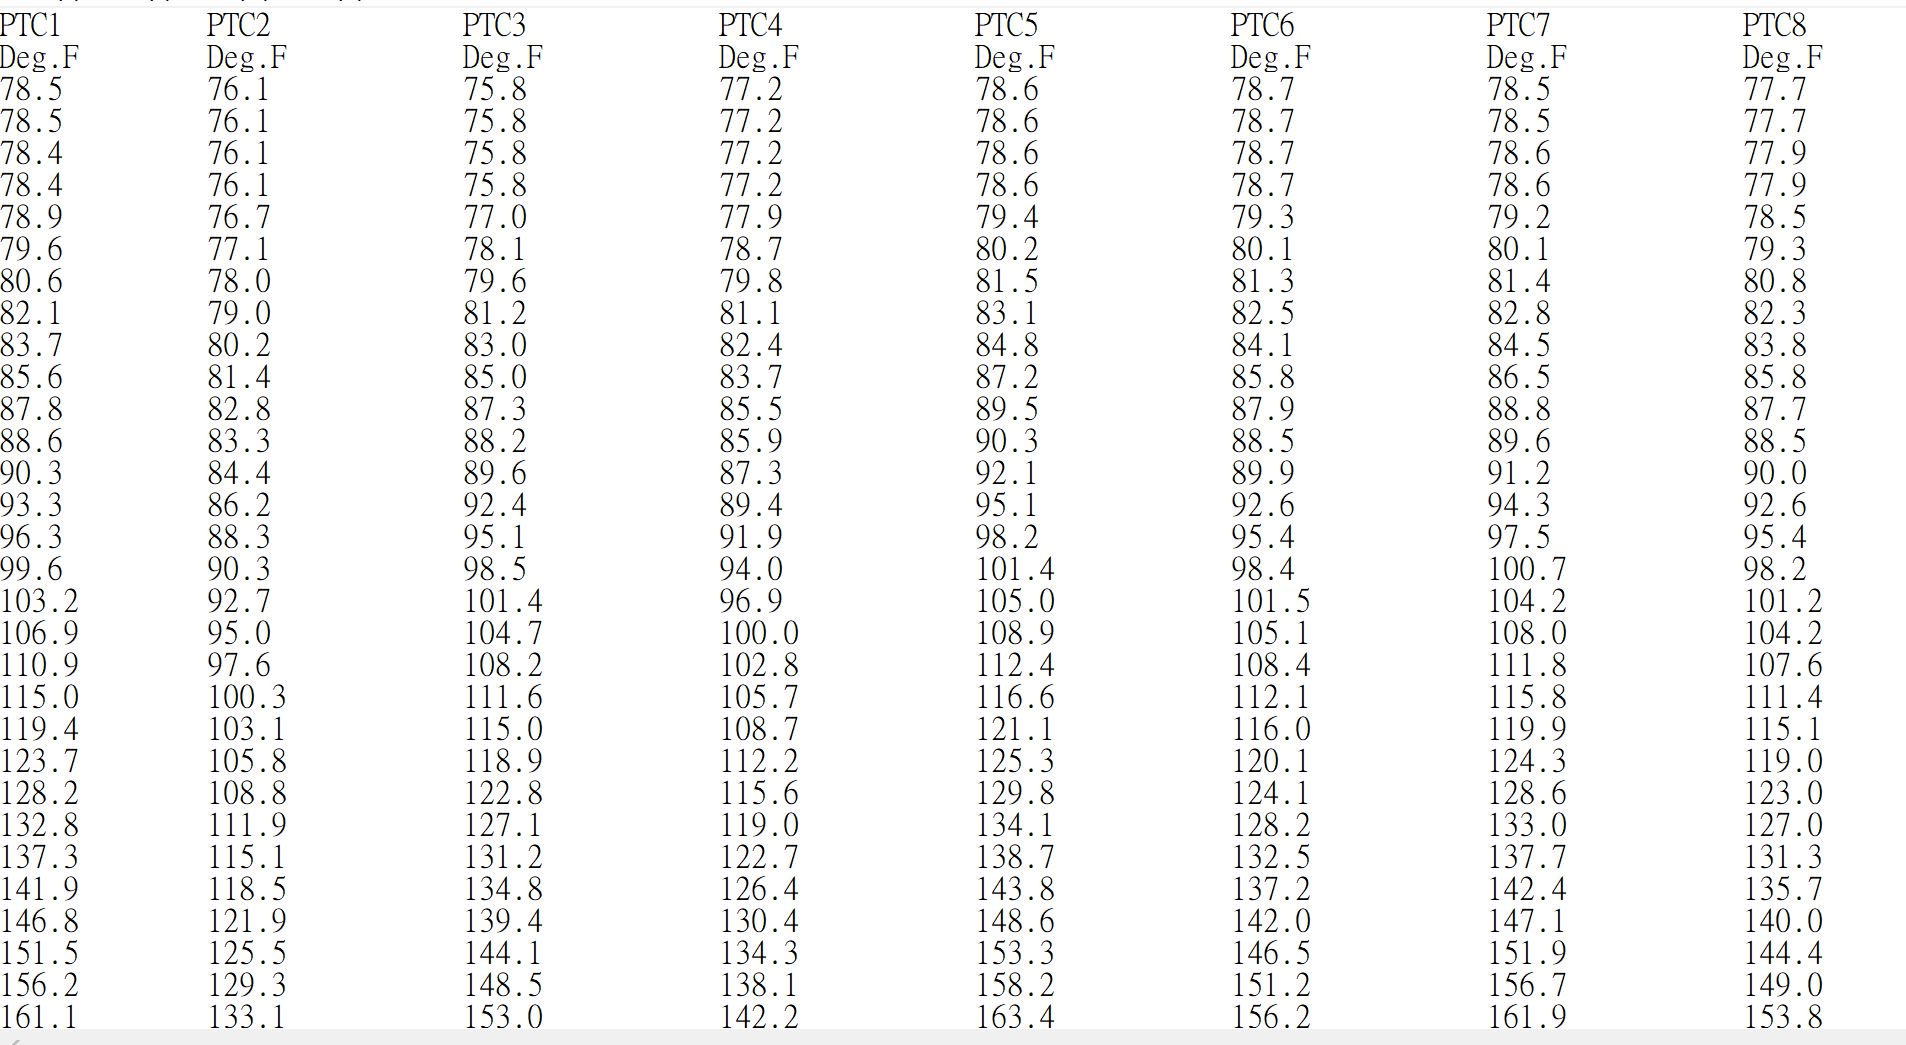 PTC1 PTC2 PTC3 PTC4 PTC5 PTC6 PTC7 PTC8
Deg.F Deg.F Deg.F Deg.F Deg.F Deg.F Deg.F Deg.F
78.5 76.1 75.8 77.2 78.6 78.7 78.5 77.7
78.5 76.1 75.8 77.2 78.6 78.7 78.5 77.7
78.4 76.1 75.8 77.2 78.6 78.7 78.6 77.9
78.4 76.1 75.8 77.2 78.6 78.7 78.6 77.9
78.9 76.7 77.0 77.9 79.4 79.3 79.2 78.5
79.6 77.1 78.1 78.7 80.2 80.1 80.1 79.3
80.6 78.0 79.6 79.8 81.5 81.3 81.4 80.8
82.1 79.0 81.2 81.1 83.1 82.5 82.8 82.3
83.7 80.2 83.0 82.4 84.8 84.1 84.5 83.8
85.6 81.4 85.0 83.7 87.2 85.8 86.5 85.8
87.8 82.8 87.3 85.5 89.5 87.9 88.8 87.7
88.6 83.3 88.2 85.9 90.3 88.5 89.6 88.5
90.3 84.4 89.6 87.3 92.1 89.9 91.2 90.0
93.3 86.2 92.4 89.4 95.1 92.6 94.3 92.6
96.3 88.3 95.1 91.9 98.2 95.4 97.5 95.4
99.6 90.3 98.5 94.0 101.4 98.4 100.7 98.2
103.2 92.7 101.4 96.9 105.0 101.5 104.2 101.2
106.9 95.0 104.7 100.0 108.9 105.1 108.0 104.2
110.9 97.6 108.2 102.8 112.4 108.4 111.8 107.6
115.0 100.3 111.6 105.7 116.6 112.1 115.8 111.4
119.4 103.1 115.0 108.7 121.1 116.0 119.9 115.1
123.7 105.8 118.9 112.2 125.3 120.1 124.3 119.0
128.2 108.8 122.8 115.6 129.8 124.1 128.6 123.0
132.8 111.9 127.1 119.0 134.1 128.2 133.0 127.0
137.3 115.1 131.2 122.7 138.7 132.5 137.7 131.3
141.9 118.5 134.8 126.4 143.8 137.2 142.4 135.7
146.8 121.9 139.4 130.4 148.6 142.0 147.1 140.0
151.5 125.5 144.1 134.3 153.3 146.5 151.9 144.4
156.2 129.3 148.5 138.1 158.2 151.2 156.7 149.0
161.1 133.1 153.0 142.2 163.4 156.2 161.9 153.8